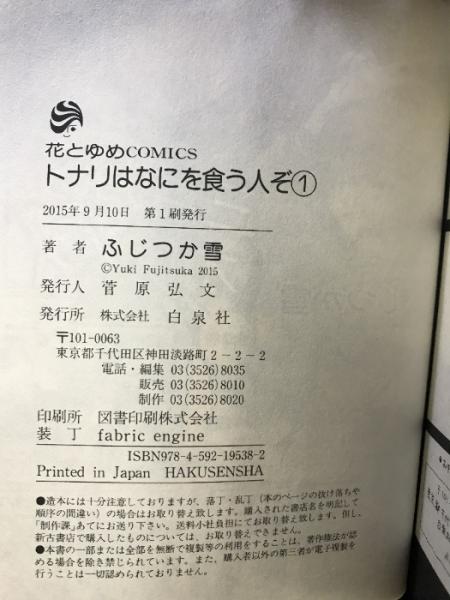 花とゆめCOMICS
トナリはなにを食う人ぞ①
2015年9月10日 第1刷発行
著者 ふじつか雪
©Yuki Fujitsuka 2015
発行人 菅原弘文
発行所 株式会社 白泉社
〒101-0063
東京都千代田区神田淡路町2-2-2
電話・編集 03(3526)8035
販売 03(3526)8010
制作 03(3526)8020
印刷所 図書印刷株式会社
装丁 fabric engine
ISBN978-4-592-19538-2
Printed in Japan HAKUSENSHA
●造本には十分注意しておりますが、落丁・乱丁(本のページの抜け落ちや
順序の間違い)の場合はお取り替え致します。購入された書店名を明記して
「制作課」あてにお送り下さい。送料小社負担にてお取り替え致します。但し、
新古書店で購入したものについては、お取り替えできません。
●本書の一部または全部を無断で複製等の利用をすることは、著作権法が認
める場合を除き禁じられています。また、購入者以外の第三者が電子複製を
行うことは一切認められておりません。